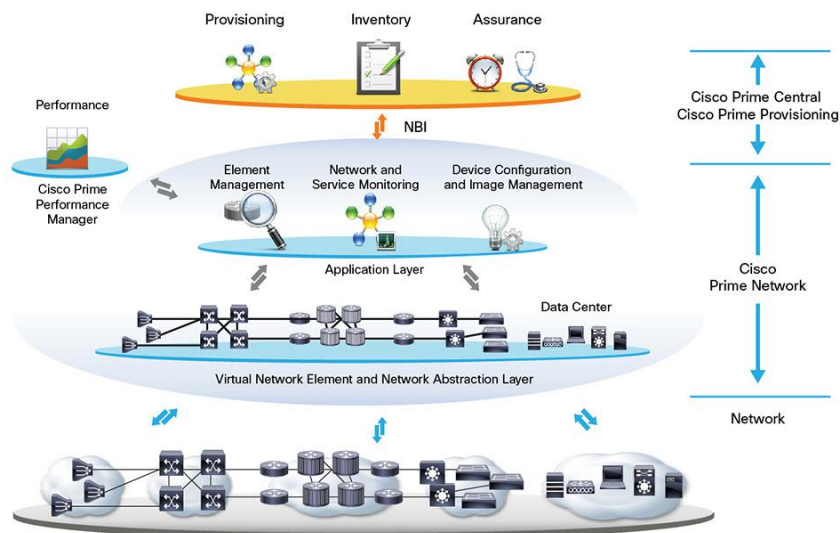 Provisioning
Inventory
Assurance
NBI
Performance
Cisco Prime
Performance
Manager
Element
Management
Network and
Service Monitoring
Device Configuration
and Image Management
Application Layer
Data Center
Virtual Network Element and Network Abstraction Layer
Cisco Prime Central
Cisco Prime Provisioning
Cisco
Prime Network
Network